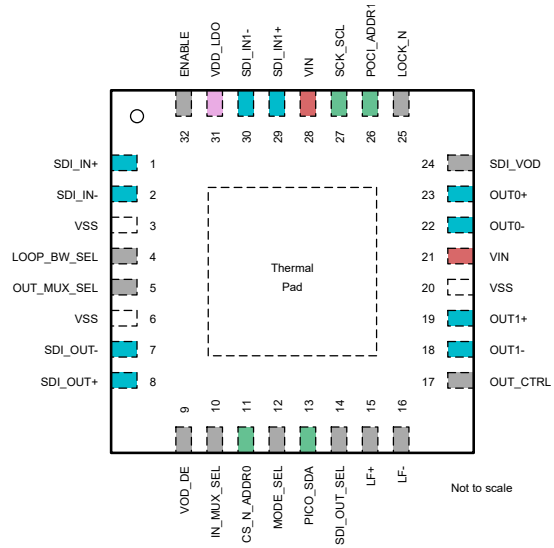 ENABLE
VDD_LDO
SDI_IN1-
SDI_IN1+
VIN
SCK_SCL
POCI_ADDR1
LOCK_N
32
31
30
29
28
27
26
25
SDI_IN+ 1
SDI_IN- 2
VSS 3
LOOP_BW_SEL 4
OUT_MUX_SEL 5
VSS 6
SDI_OUT- 7
SDI_OUT+ 8
Thermal
Pad
24 SDI_VOD
23 OUT0+
22 OUT0-
21 VIN
20 VSS
19 OUT1+
18 OUT1-
17 OUT_CTRL
9
10
11
12
13
14
15
16
VOD_DE
IN_MUX_SEL
CS_N_ADDR0
MODE_SEL
PICO_SDA
SDI_OUT_SEL
LF+
LF-
Not to scale